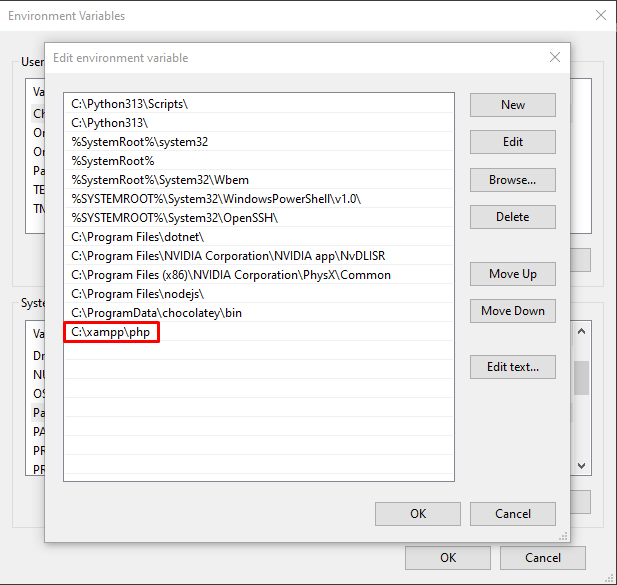 Environment Variables
Edit environment variable
User
Va
Ch
On
On
Pa
TE
TM
C:\Python313\Scripts\
C:\Python313\
%SystemRoot%\system32
%SystemRoot%
%SystemRoot%\System32\Wbem
%SYSTEMROOT%\System32\WindowsPowerShell\v1.0\
%SYSTEMROOT%\System32\OpenSSH\
C:\Program Files\dotnet\
C:\Program Files\NVIDIA Corporation\NVIDIA app\NvDLISR
C:\Program Files (x86)\NVIDIA Corporation\PhysX\Common
C:\Program Files\nodejs\
C:\ProgramData\chocolatey\bin
C:\xampp\php
New
Edit
Browse...
Delete
Move Up
Move Down
Edit text...
Syste
Va
Dr
NU
OS
Pa
PA
PR
PR
OK
Cancel
OK
Cancel